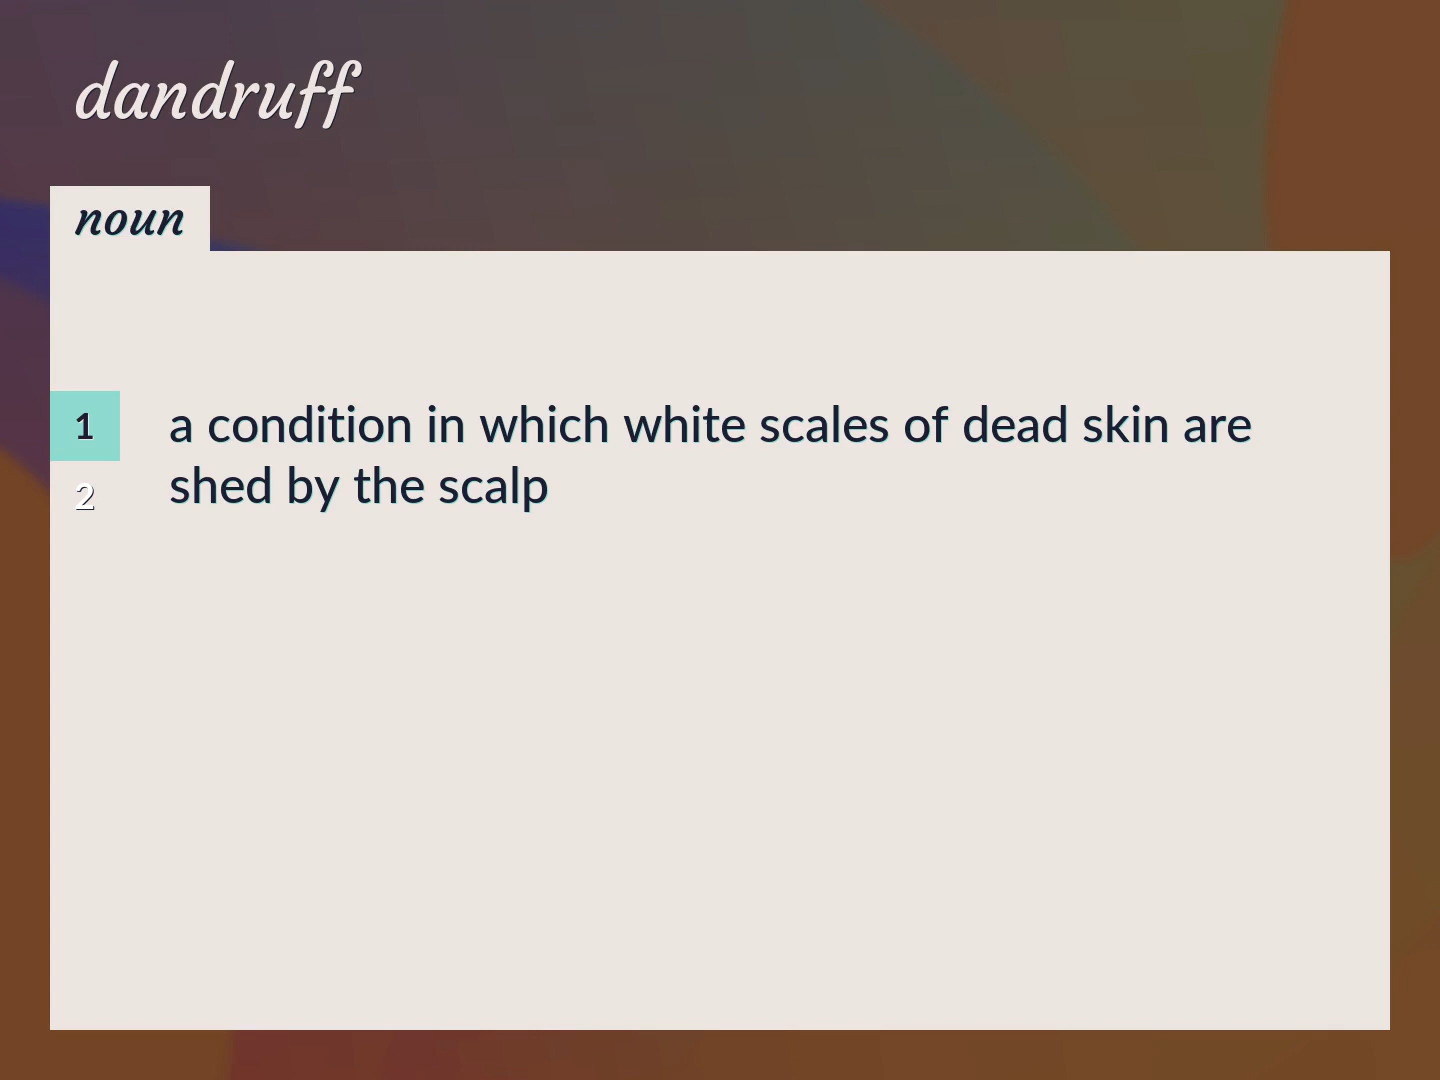 dandruff
noun
1
a condition in which white scales of dead skin are
shed by the scalp
2